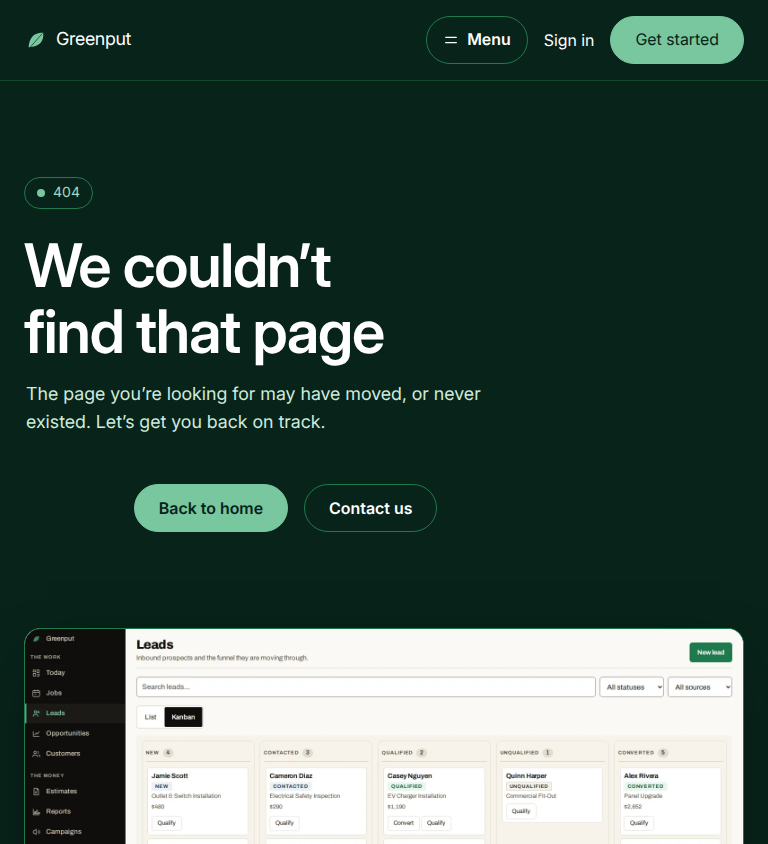 Greenput
Menu
Sign in
Get started
404
We couldn’t
find that page
The page you’re looking for may have moved, or never
existed. Let’s get you back on track.
Back to home
Contact us
Greenput
THE WORK
Today
Jobs
Leads
Opportunities
Customers
THE MONEY
Estimates
Reports
Campaigns
Leads
Inbound prospects and the funnel they are moving through.
New lead
Search leads...
All statuses
All sources
List
Kanban
NEW 4
Jamie Scott
NEW
Outlet & Switch Installation
$480
Qualify
CONTACTED 3
Cameron Diaz
CONTACTED
Electrical Safety Inspection
$290
Qualify
QUALIFIED 2
Casey Nguyen
QUALIFIED
EV Charger Installation
$1,190
Convert
Qualify
UNQUALIFIED 1
Quinn Harper
UNQUALIFIED
Commercial Fit-Out
Qualify
CONVERTED 5
Alex Rivera
CONVERTED
Panel Upgrade
$2,652
Qualify